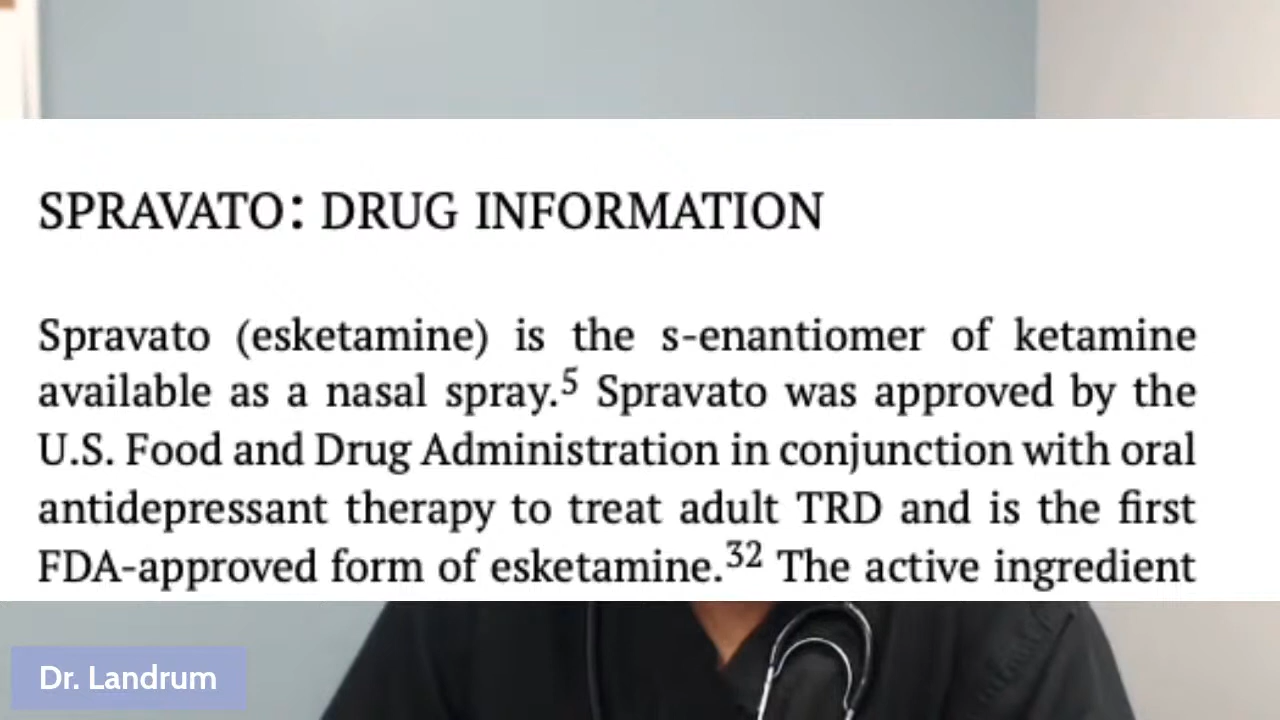 SPRAVATO: DRUG INFORMATION
Spravato (esketamine) is the s-enantiomer of ketamine
available as a nasal spray.5 Spravato was approved by the
U.S. Food and Drug Administration in conjunction with oral
antidepressant therapy to treat adult TRD and is the first
FDA-approved form of esketamine.32 The active ingredient
Dr. Landrum